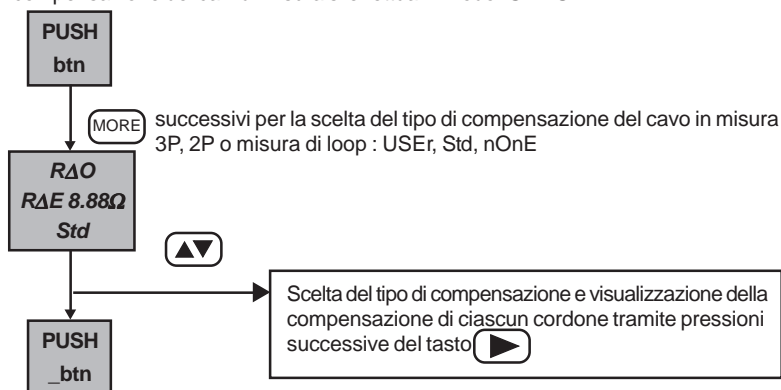 PUSH
btn
MORE
successivi per la scelta del tipo di compensazione del cavo in misura
3P, 2P o misura di loop : USEr, Std, nOnE
RΔO
RΔE 8.88Ω
Std
Scelta del tipo di compensazione e visualizzazione della
compensazione di ciascun cordone tramite pressioni
successive del tasto
PUSH
_btn